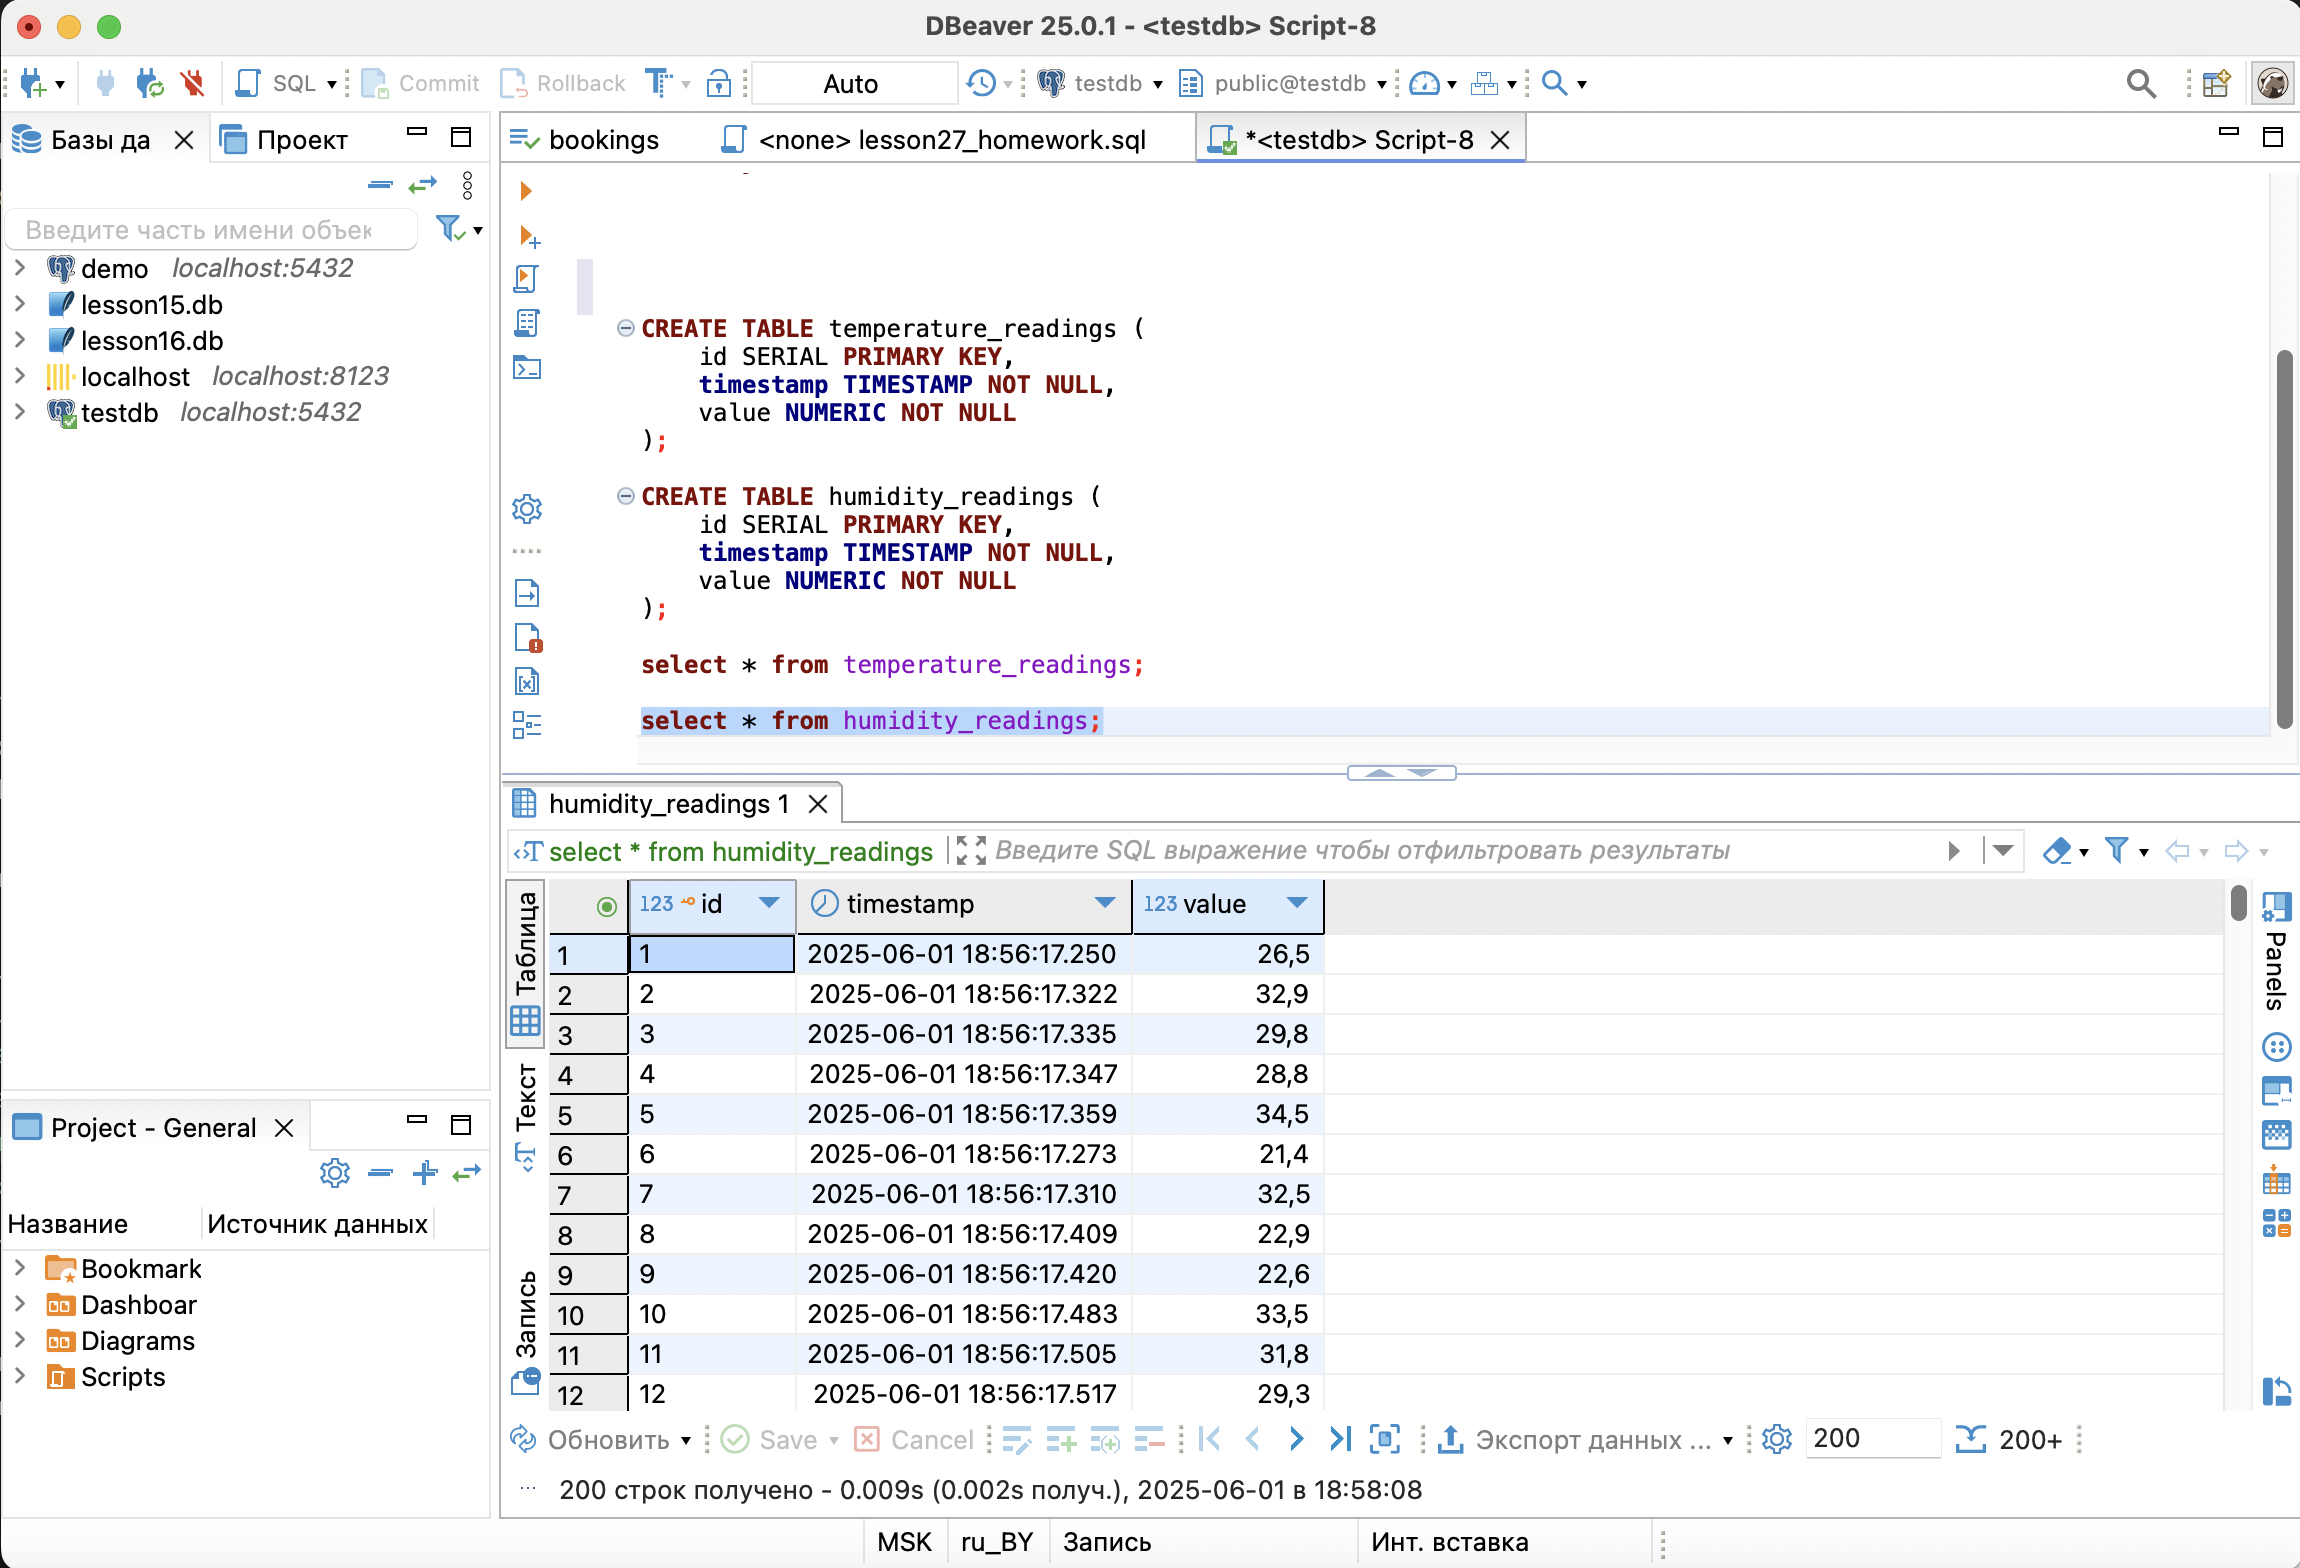 DBeaver 25.0.1 - <testdb> Script-8
SQL Commit Rollback Auto testdb public@testdb
Базы да Проект
Введите часть имени объек
demo localhost:5432
lesson15.db
lesson16.db
localhost localhost:8123
testdb localhost:5432
bookings <none> lesson27_homework.sql *<testdb> Script-8
CREATE TABLE temperature_readings (
id SERIAL PRIMARY KEY,
timestamp TIMESTAMP NOT NULL,
value NUMERIC NOT NULL
);
CREATE TABLE humidity_readings (
id SERIAL PRIMARY KEY,
timestamp TIMESTAMP NOT NULL,
value NUMERIC NOT NULL
);
select * from temperature_readings;
select * from humidity_readings;
humidity_readings 1
select * from humidity_readings Введите SQL выражение чтобы отфильтровать результаты
Таблица
Текст
Запись
Panels
123 id timestamp 123 value
1 1 2025-06-01 18:56:17.250 26,5
2 2 2025-06-01 18:56:17.322 32,9
3 3 2025-06-01 18:56:17.335 29,8
4 4 2025-06-01 18:56:17.347 28,8
5 5 2025-06-01 18:56:17.359 34,5
6 6 2025-06-01 18:56:17.273 21,4
7 7 2025-06-01 18:56:17.310 32,5
8 8 2025-06-01 18:56:17.409 22,9
9 9 2025-06-01 18:56:17.420 22,6
10 10 2025-06-01 18:56:17.483 33,5
11 11 2025-06-01 18:56:17.505 31,8
12 12 2025-06-01 18:56:17.517 29,3
Обновить Save Cancel Экспорт данных ... 200 200+
200 строк получено - 0.009s (0.002s получ.), 2025-06-01 в 18:58:08
Project - General
Название Источник данных
Bookmark
Dashboar
Diagrams
Scripts
MSK ru_BY Запись Инт. вставка